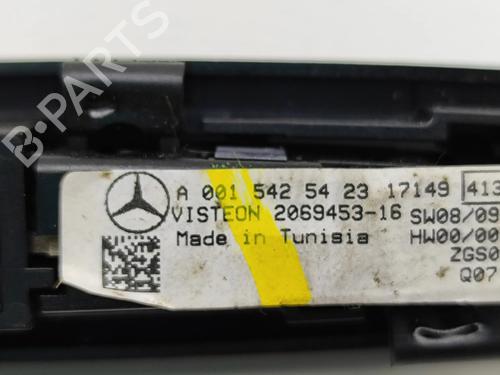 B-PARTS
A 001 542 54 23 17149 413
VISTEON 2069453-16 SW08/09
Made in Tunisia HW00/00
ZGS0
Q07